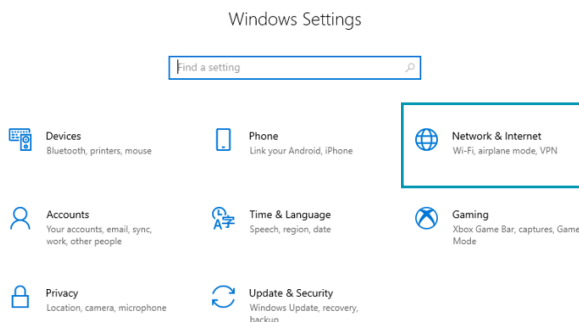 Windows Settings
Find a setting
Devices
Bluetooth, printers, mouse
Phone
Link your Android, iPhone
Network & Internet
Wi-Fi, airplane mode, VPN
Accounts
Your accounts, email, sync,
work, other people
Time & Language
Speech, region, date
Gaming
Xbox Game Bar, captures, Game
Mode
Privacy
Location, camera, microphone
Update & Security
Windows Update, recovery,
backup